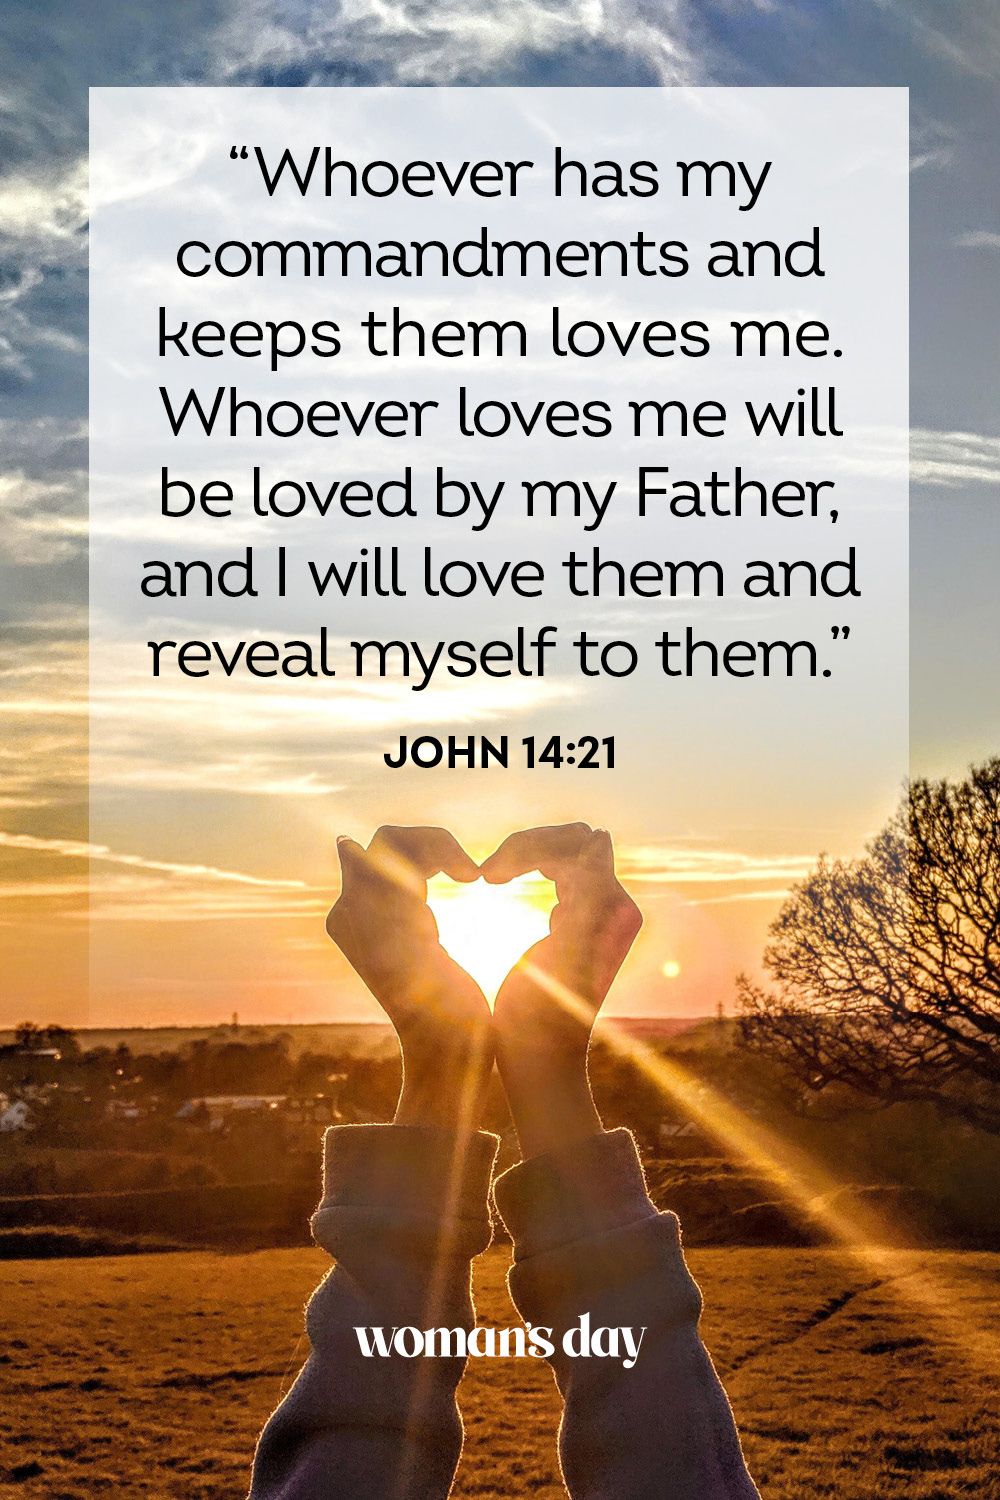 “Whoever has my
commandments and
keeps them loves me.
Whoever loves me will
be loved by my Father,
and I will love them and
reveal myself to them.”
JOHN 14:21
woman's day